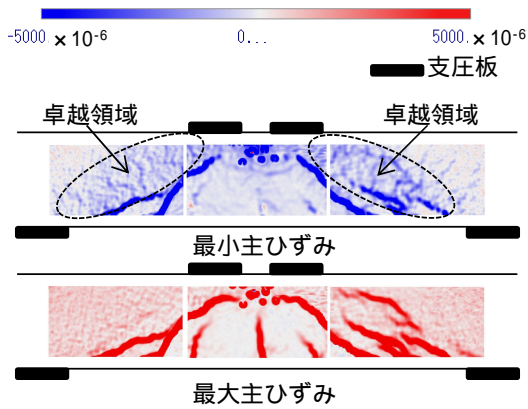 -5000. × 10-6 0... 5000. × 10-6
支圧板
卓越領域 卓越領域
最小主ひずみ
最大主ひずみ